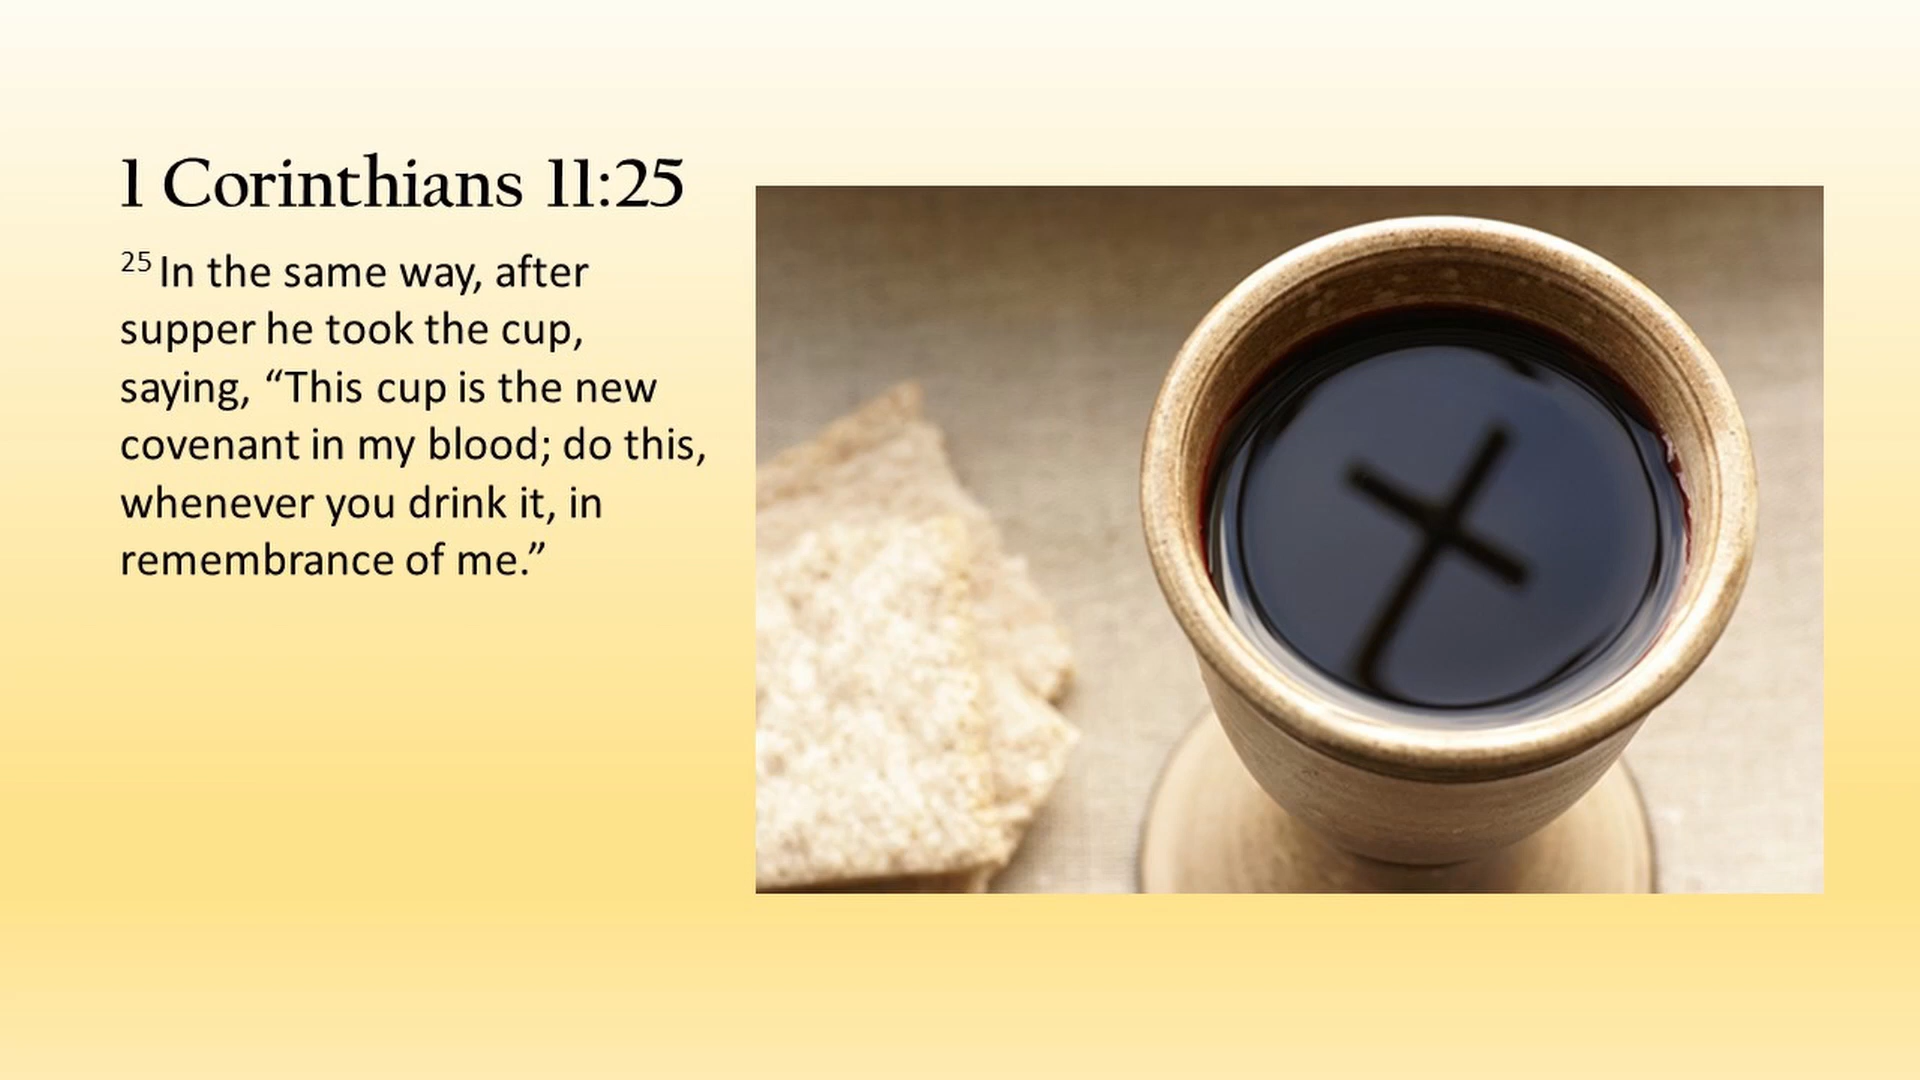 1 Corinthians 11:25
25 In the same way, after
supper he took the cup,
saying, “This cup is the new
covenant in my blood; do this,
whenever you drink it, in
remembrance of me.”